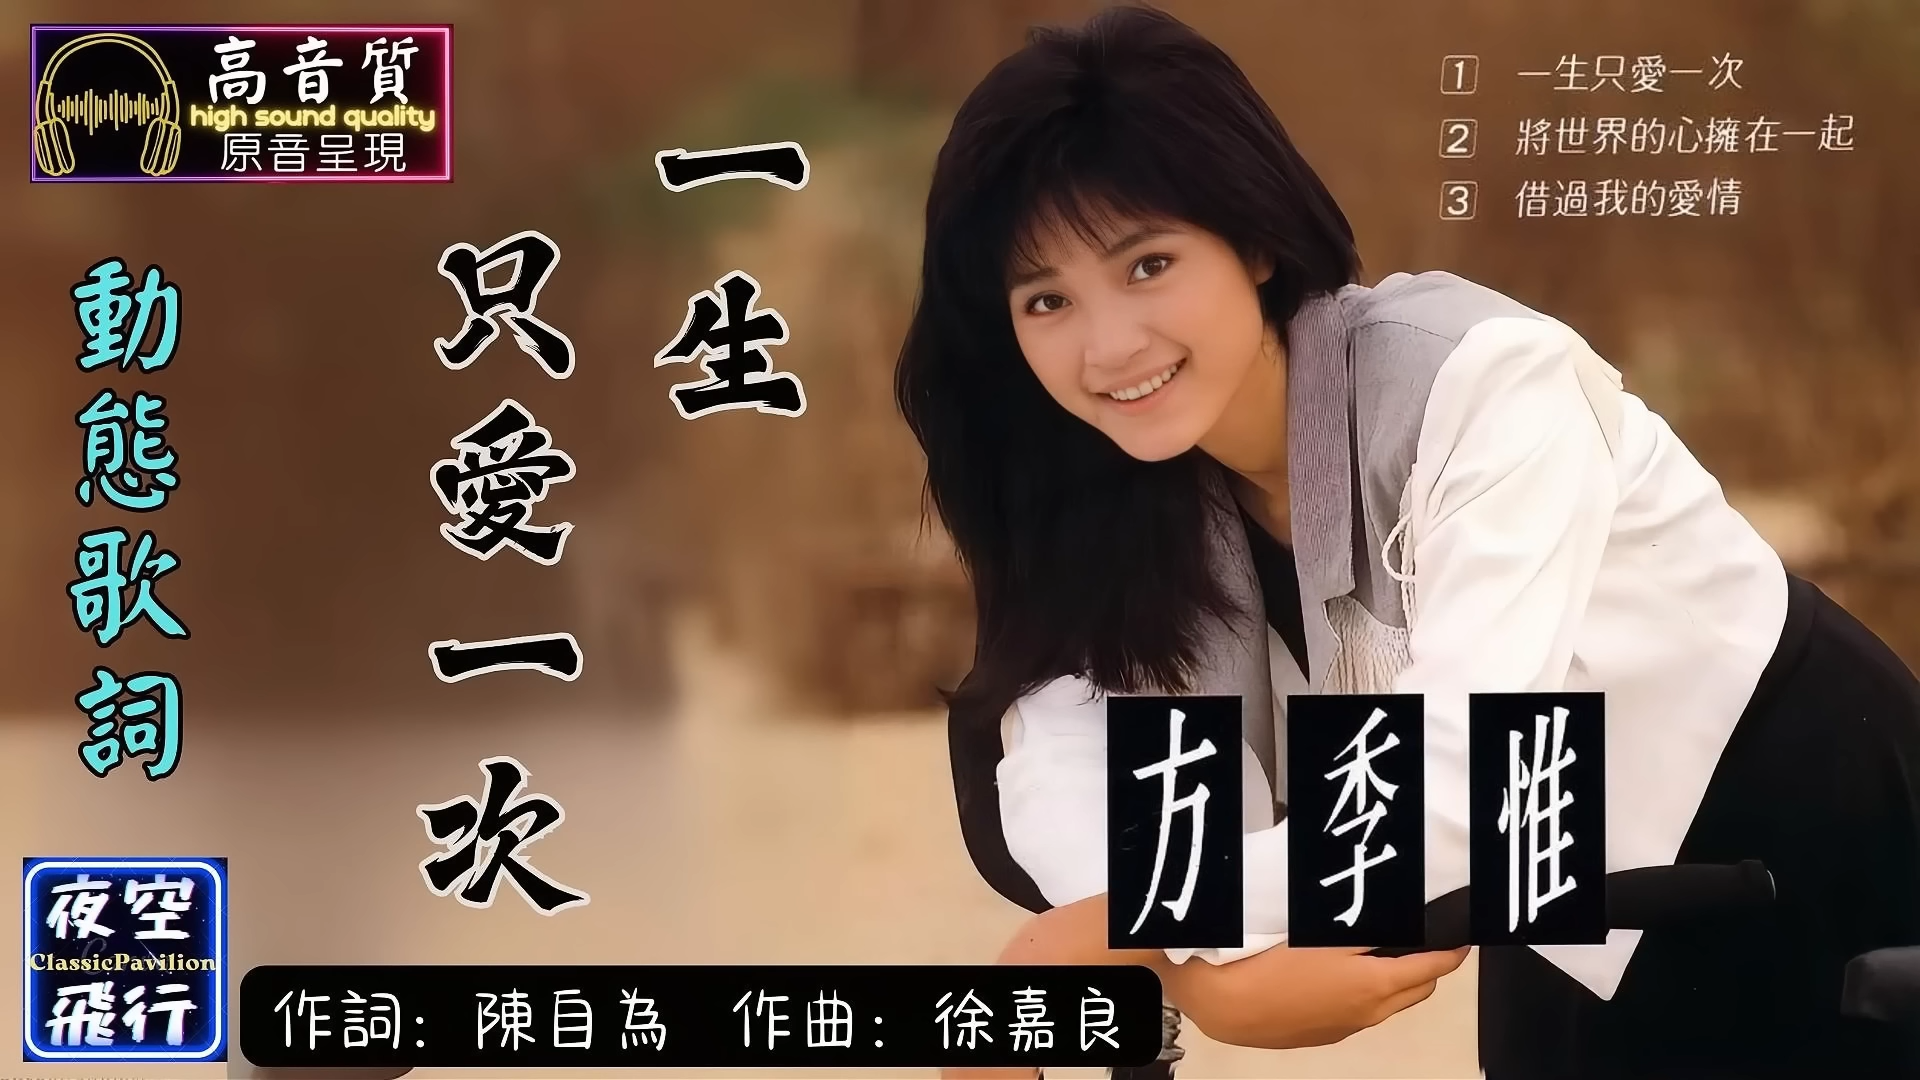 高音質
high sound quality
原音呈現
動態歌詞
一生
只愛一次
1 一生只愛一次
2 將世界的心擁在一起
3 借過我的愛情
方季惟
夜空
ClassicPavilion
飛行
作詞: 陳自為 作曲: 徐嘉良